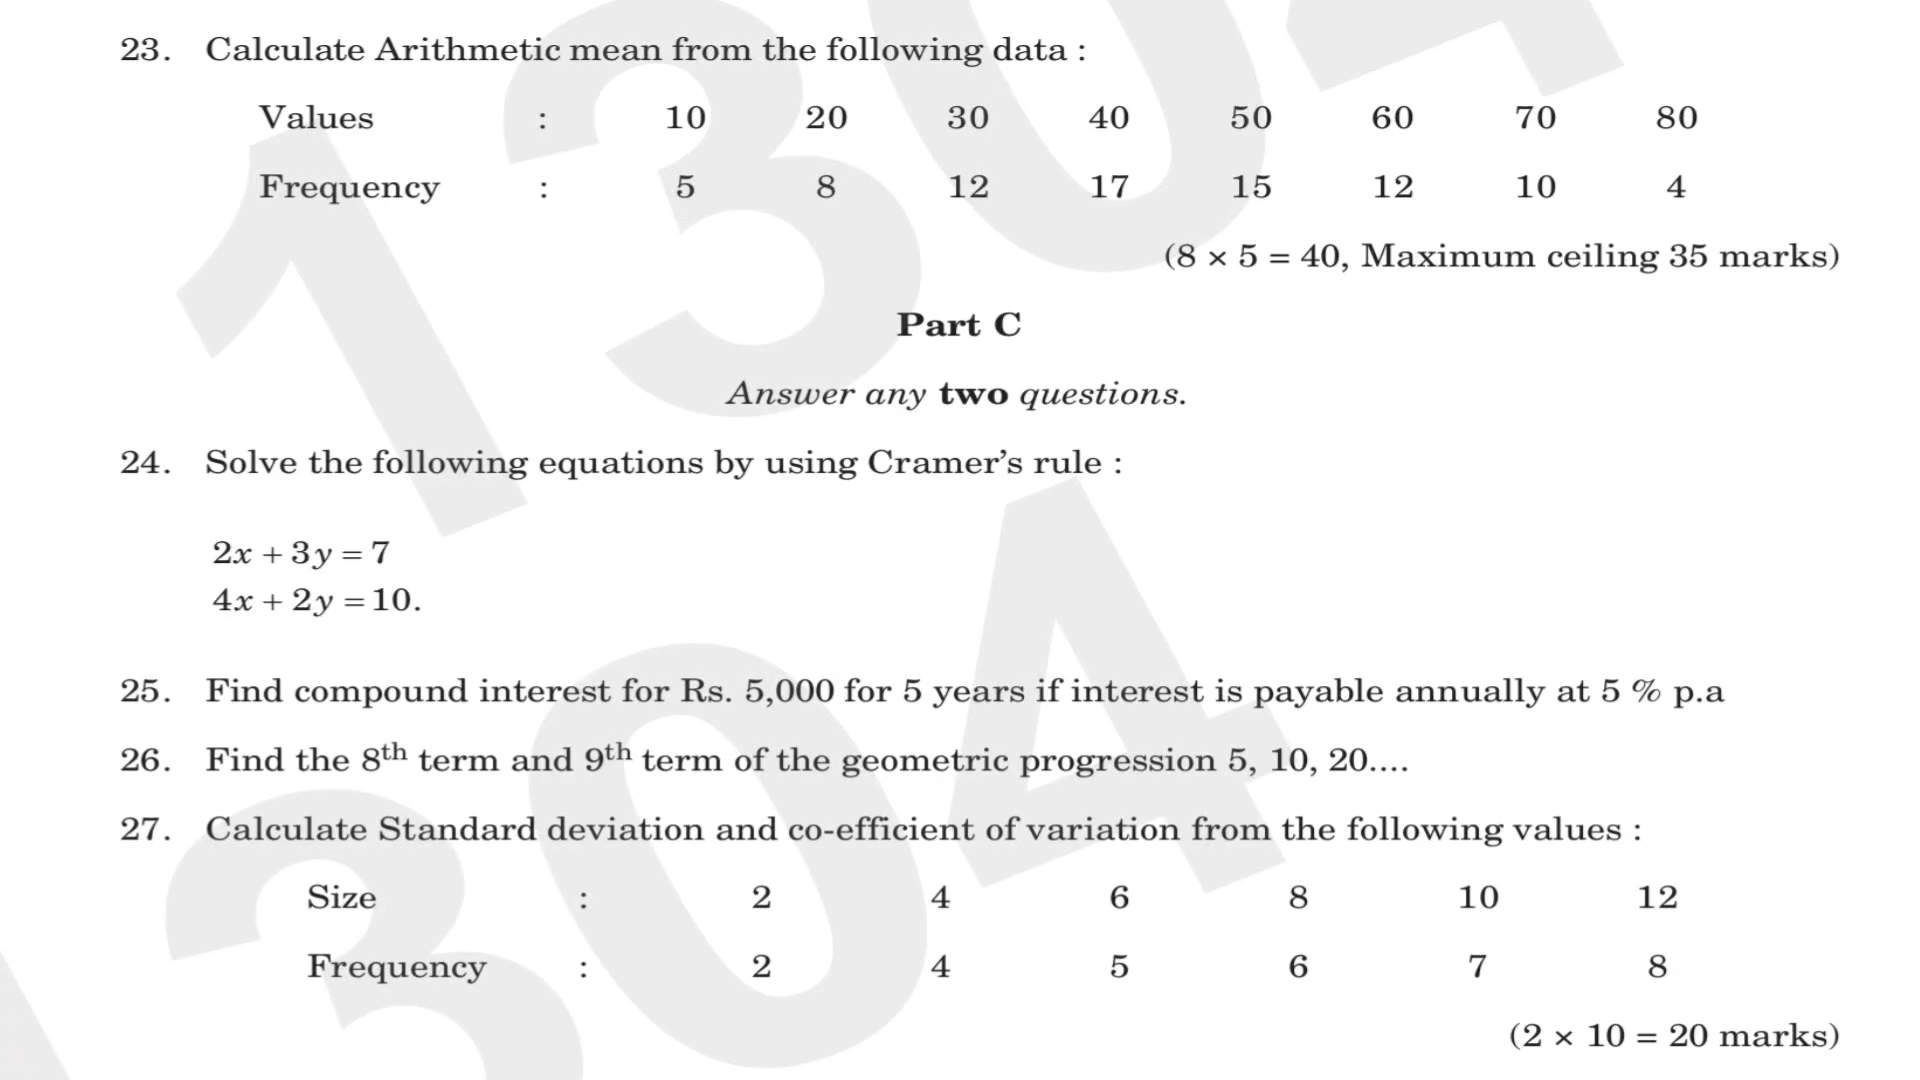 23. Calculate Arithmetic mean from the following data :
Values : 10 20 30 40 50 60 70 80
Frequency : 5 8 12 17 15 12 10 4
(8 × 5 = 40, Maximum ceiling 35 marks)
Part C
Answer any two questions.
24. Solve the following equations by using Cramer’s rule :
2x + 3y = 7
4x + 2y = 10.
25. Find compound interest for Rs. 5,000 for 5 years if interest is payable annually at 5 % p.a
26. Find the 8th term and 9th term of the geometric progression 5, 10, 20....
27. Calculate Standard deviation and co-efficient of variation from the following values :
Size : 2 4 6 8 10 12
Frequency : 2 4 5 6 7 8
(2 × 10 = 20 marks)